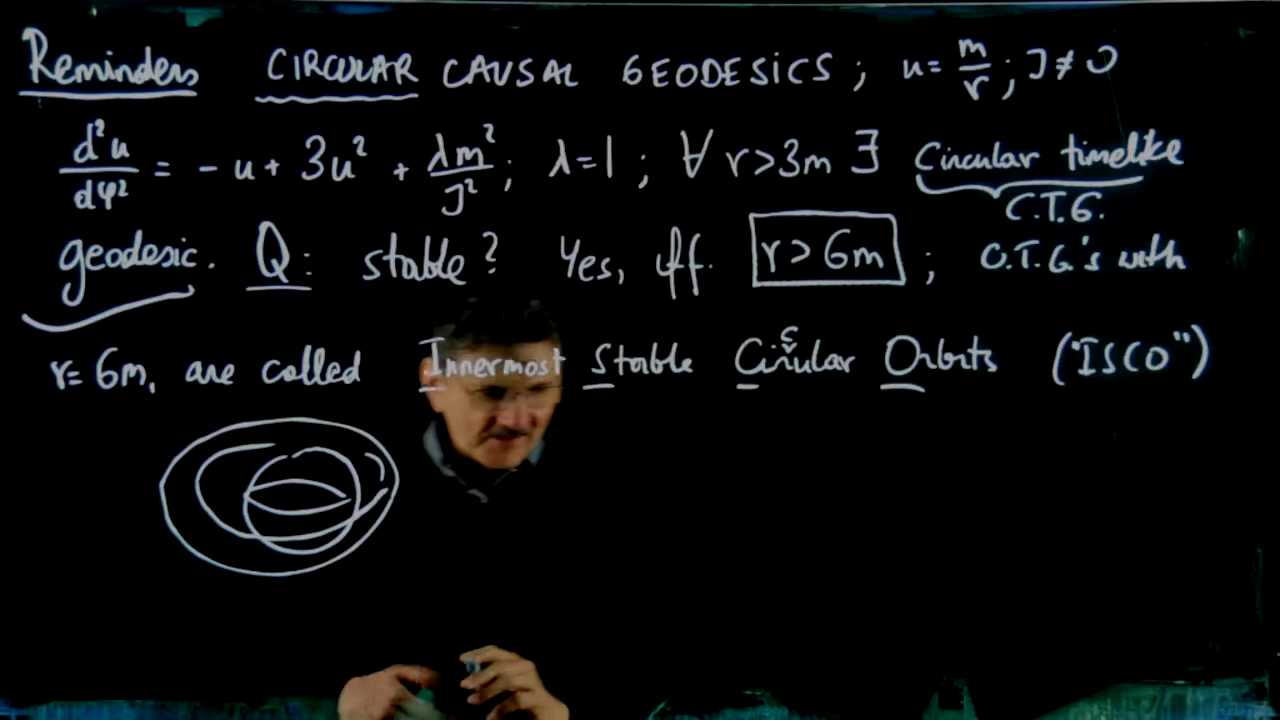 Reminders CIRCULAR CAUSAL GEODESICS ; u = m/r ; J ≠ 0
d²u/dφ² = - u + 3u² + λm²/J² ; λ=1 ; ∀ r>3m ∃ Circular timelike
C.T.G.
geodesic. Q: stable? Yes, iff. r > 6m ; C.T.G.'s with
r = 6m, are called Innermost Stable Circular Orbits ("ISCO")